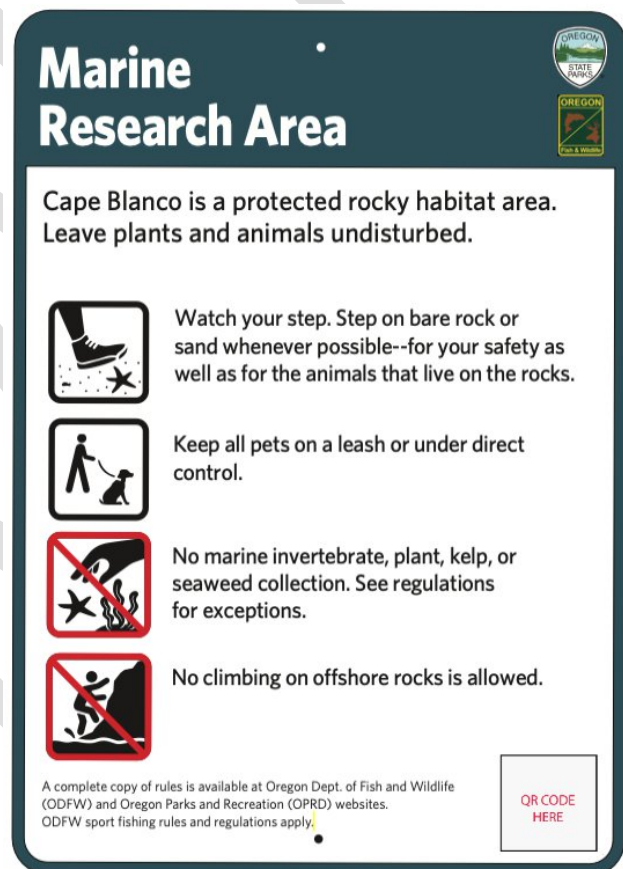 Marine
Research Area
OREGON
STATE
PARKS
OREGON
Fish & Wildlife
Cape Blanco is a protected rocky habitat area.
Leave plants and animals undisturbed.
Watch your step. Step on bare rock or
sand whenever possible--for your safety as
well as for the animals that live on the rocks.
Keep all pets on a leash or under direct
control.
No marine invertebrate, plant, kelp, or
seaweed collection. See regulations
for exceptions.
No climbing on offshore rocks is allowed.
A complete copy of rules is available at Oregon Dept. of Fish and Wildlife
(ODFW) and Oregon Parks and Recreation (OPRD) websites.
ODFW sport fishing rules and regulations apply.
QR CODE
HERE